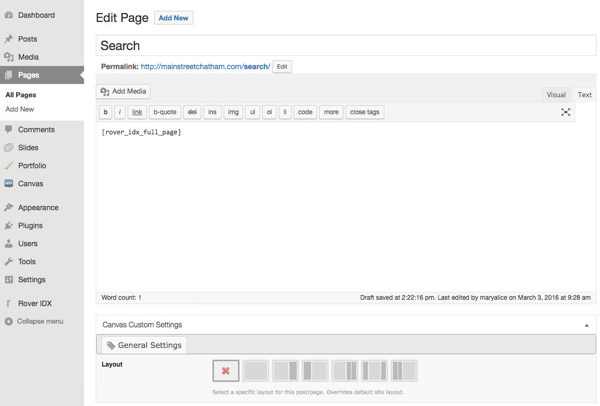 Dashboard
Posts
Media
Pages
All Pages
Add New
Comments
Slides
Portfolio
Canvas
Appearance
Plugins
Users
Tools
Settings
Rover IDX
Collapse menu
Edit Page Add New
Search
Permalink: http://mainstreetchatham.com/search/ Edit
Add Media
Visual Text
b i link b-quote del ins img ul ol li code more close tags
[rover_idx_full_page]
Word count: 1 Draft saved at 2:22:16 pm. Last edited by maryalice on March 3, 2016 at 9:28 am
Canvas Custom Settings
General Settings
Layout
Select a specific layout for this post/page. Overrides default site layout.